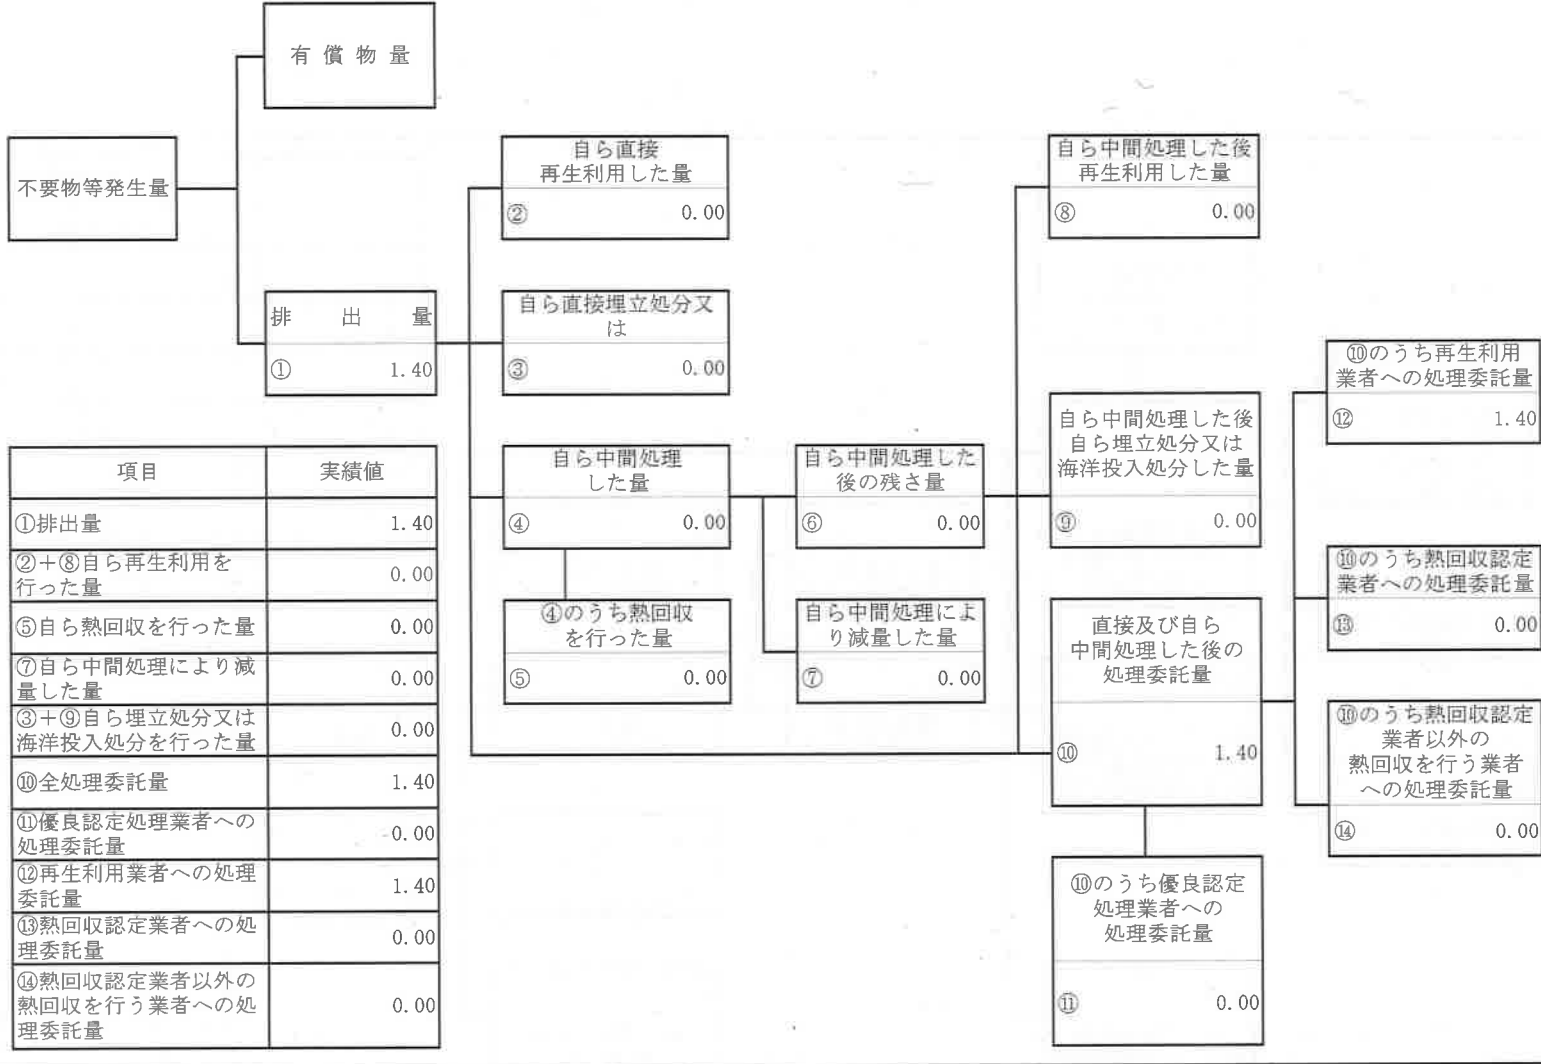 有償物量
不要物等発生量
排出量
① 1.40
自ら直接
再生利用した量
② 0.00
自ら直接埋立処分又
は
③ 0.00
自ら中間処理
した量
④ 0.00
④のうち熱回収
を行った量
⑤ 0.00
自ら中間処理した
後の残さ量
⑥ 0.00
自ら中間処理によ
り減量した量
⑦ 0.00
自ら中間処理した後
再生利用した量
⑧ 0.00
自ら中間処理した後
自ら埋立処分又は
海洋投入処分した量
⑨ 0.00
直接及び自ら
中間処理した後の
処理委託量
⑩ 1.40
⑩のうち優良認定
処理業者への
処理委託量
⑪ 0.00
⑩のうち再生利用
業者への処理委託量
⑫ 1.40
⑩のうち熱回収認定
業者への処理委託量
⑬ 0.00
⑩のうち熱回収認定
業者以外の
熱回収を行う業者
への処理委託量
⑭ 0.00
項目 実績値
①排出量 1.40
②+⑧自ら再生利用を
行った量 0.00
⑤自ら熱回収を行った量 0.00
⑦自ら中間処理により減
量した量 0.00
③+⑨自ら埋立処分又は
海洋投入処分を行った量 0.00
⑩全処理委託量 1.40
⑪優良認定処理業者への
処理委託量 0.00
⑫再生利用業者への処理
委託量 1.40
⑬熱回収認定業者への処
理委託量 0.00
⑭熱回収認定業者以外の
熱回収を行う業者への処
理委託量 0.00